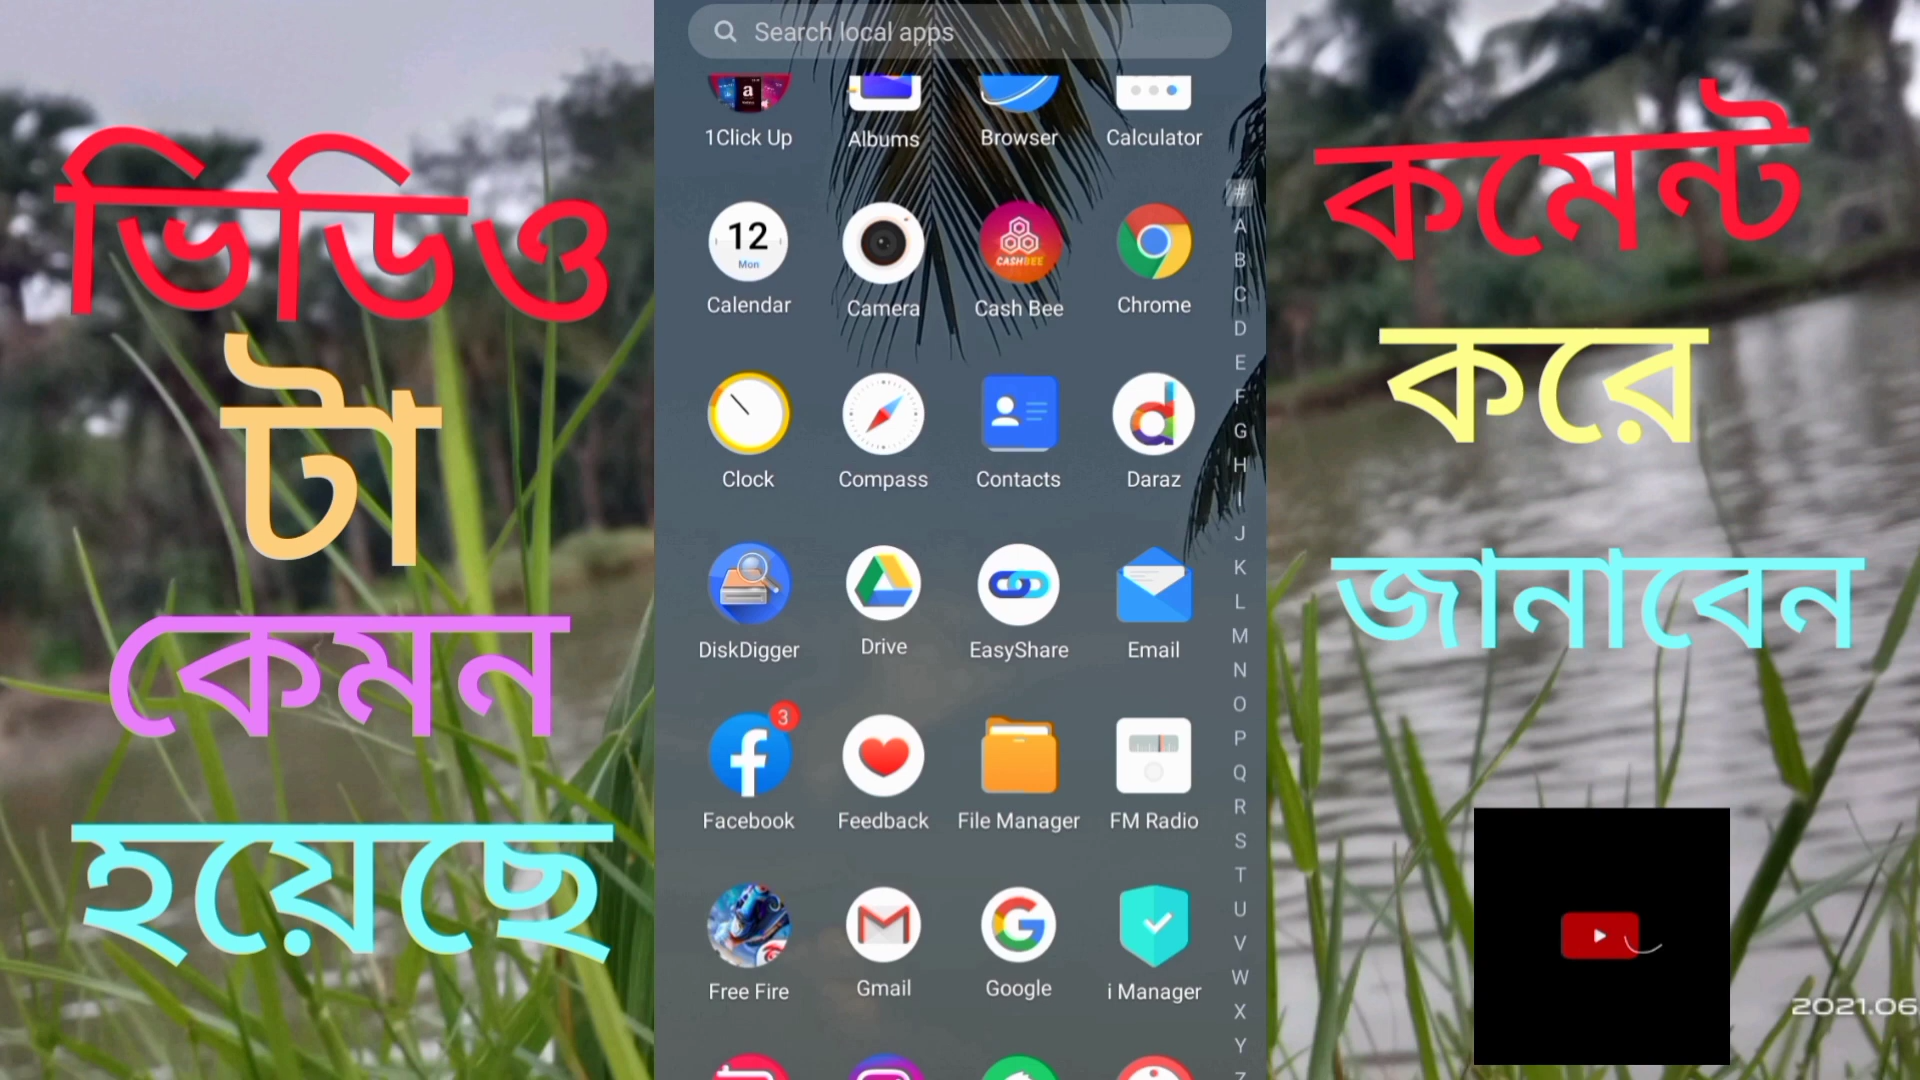 ভিডিও
টা
কেমন
হয়েছে
Search local apps
1Click Up Albums Browser Calculator
12
Mon
CASHBEE
Calendar Camera Cash Bee Chrome
Clock Compass Contacts Daraz
DiskDigger Drive EasyShare Email
3
Facebook Feedback File Manager FM Radio
Free Fire Gmail Google i Manager
#
A
B
C
D
E
F
G
H
I
J
K
L
M
N
O
P
Q
R
S
T
U
V
W
X
Y
Z
কমেন্ট
করে
জানাবেন
2021.06